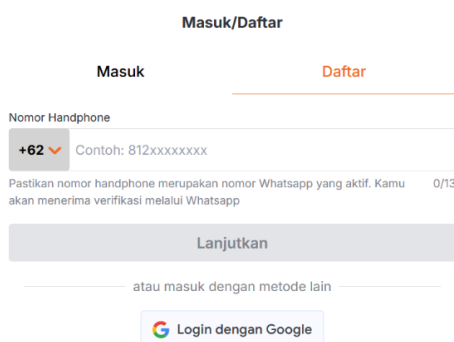 Masuk/Daftar
Masuk
Daftar
Nomor Handphone
+62
Contoh: 812xxxxxxxx
Pastikan nomor handphone merupakan nomor Whatsapp yang aktif. Kamu
0/13
akan menerima verifikasi melalui Whatsapp
Lanjutkan
atau masuk dengan metode lain
Login dengan Google